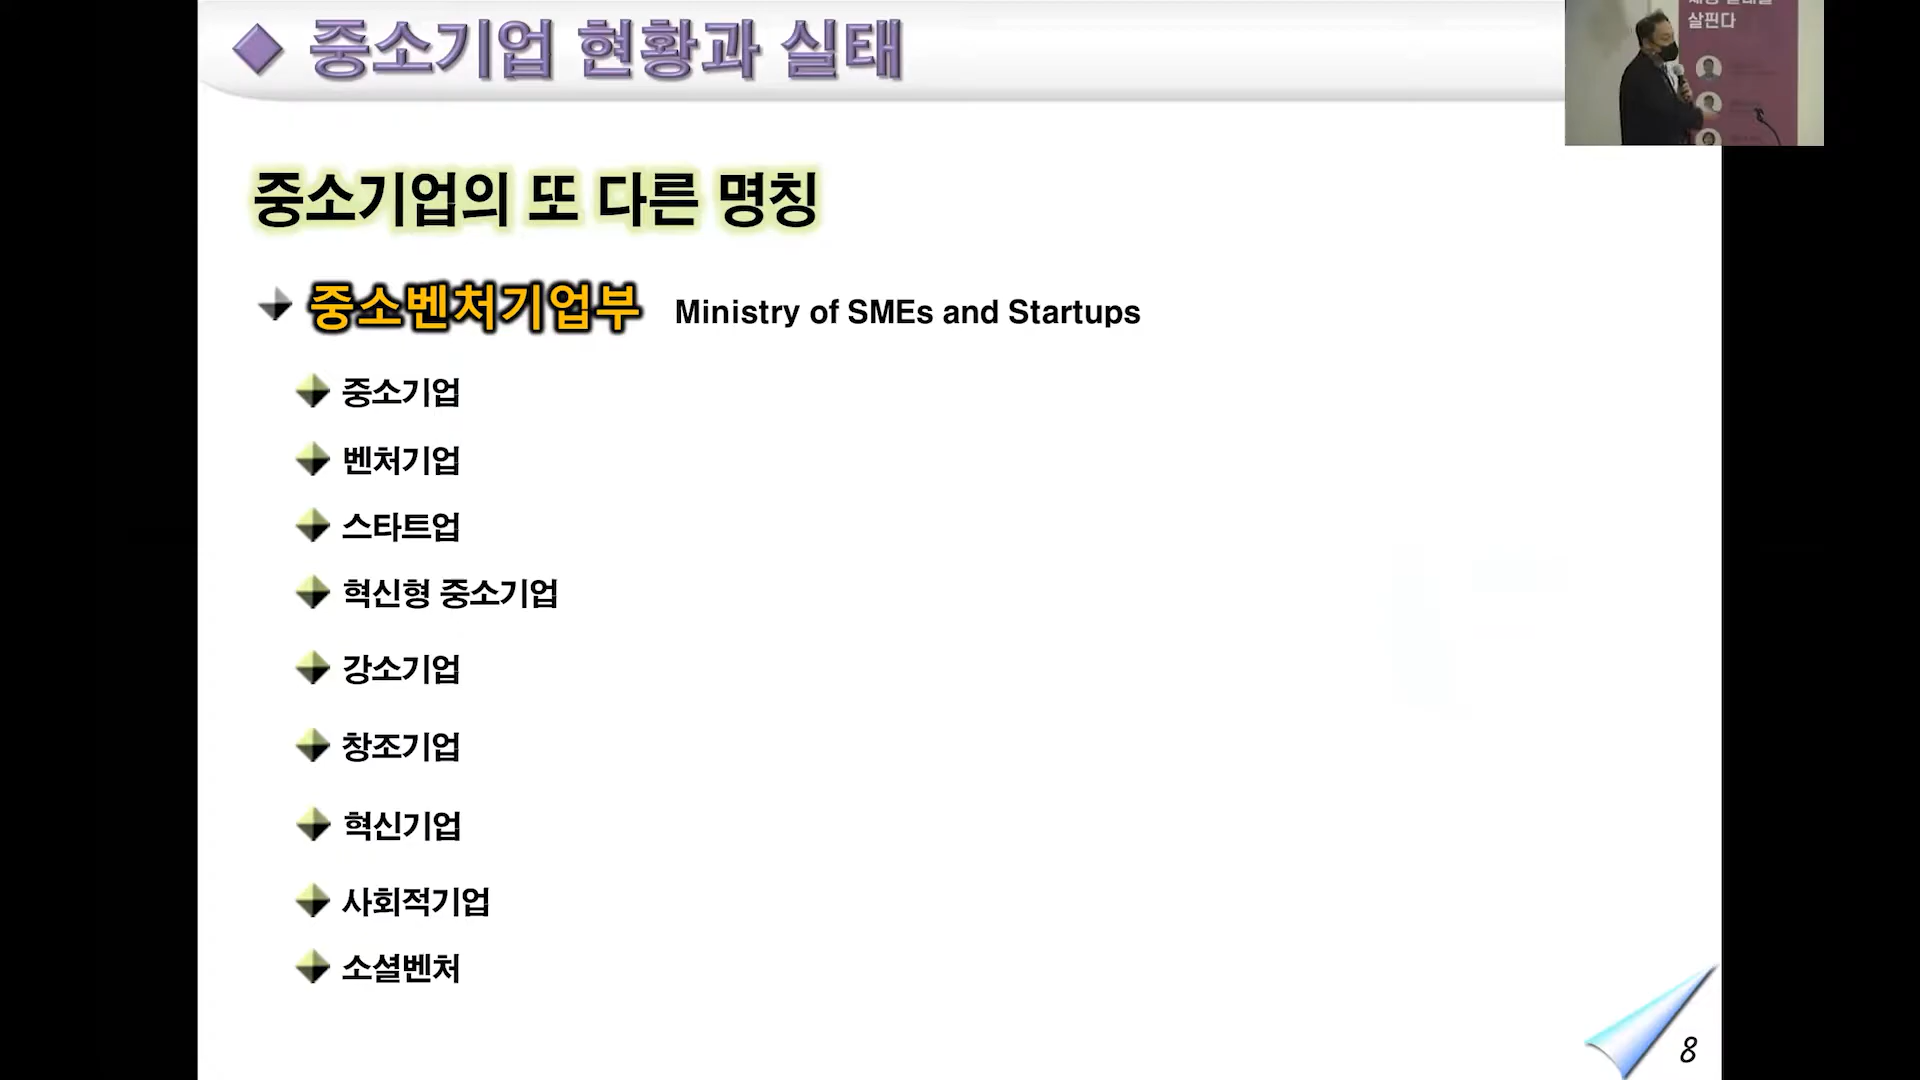 중소기업 현황과 실태
살핀다
중소기업의 또 다른 명칭
중소벤처기업부 Ministry of SMEs and Startups
중소기업
벤처기업
스타트업
혁신형 중소기업
강소기업
창조기업
혁신기업
사회적기업
소셜벤처
8